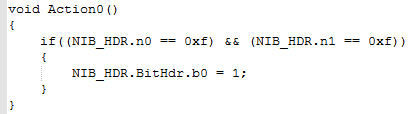 void Action0()
{
    if((NIB_HDR.n0 == 0xf) && (NIB_HDR.n1 == 0xf))
    {
        NIB_HDR.BitHdr.b0 = 1;
    }
}